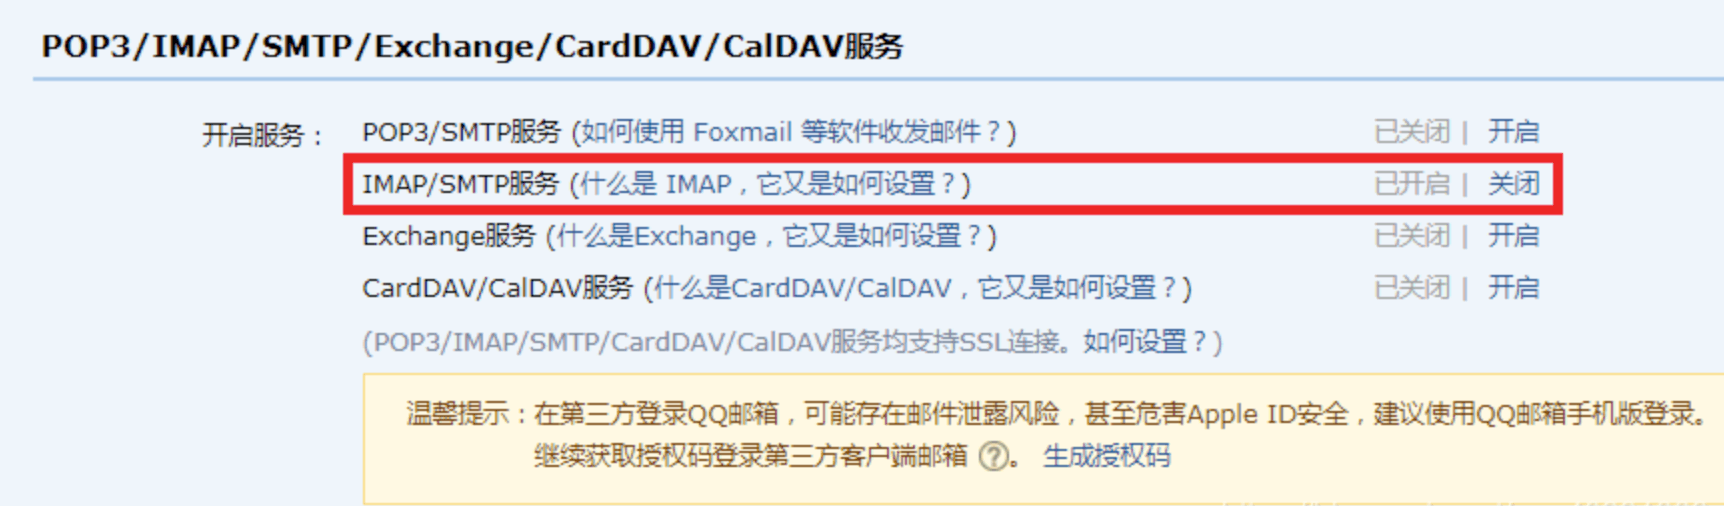 POP3/IMAP/SMTP/Exchange/CardDAV/CalDAV服务
开启服务： POP3/SMTP服务 (如何使用 Foxmail 等软件收发邮件？) 已关闭 | 开启
IMAP/SMTP服务 (什么是 IMAP，它又是如何设置？) 已开启 | 关闭
Exchange服务 (什么是Exchange，它又是如何设置？) 已关闭 | 开启
CardDAV/CalDAV服务 (什么是CardDAV/CalDAV，它又是如何设置？) 已关闭 | 开启
(POP3/IMAP/SMTP/CardDAV/CalDAV服务均支持SSL连接。如何设置？)
温馨提示：在第三方登录QQ邮箱，可能存在邮件泄露风险，甚至危害Apple ID安全，建议使用QQ邮箱手机版登录。
继续获取授权码登录第三方客户端邮箱 ?。 生成授权码